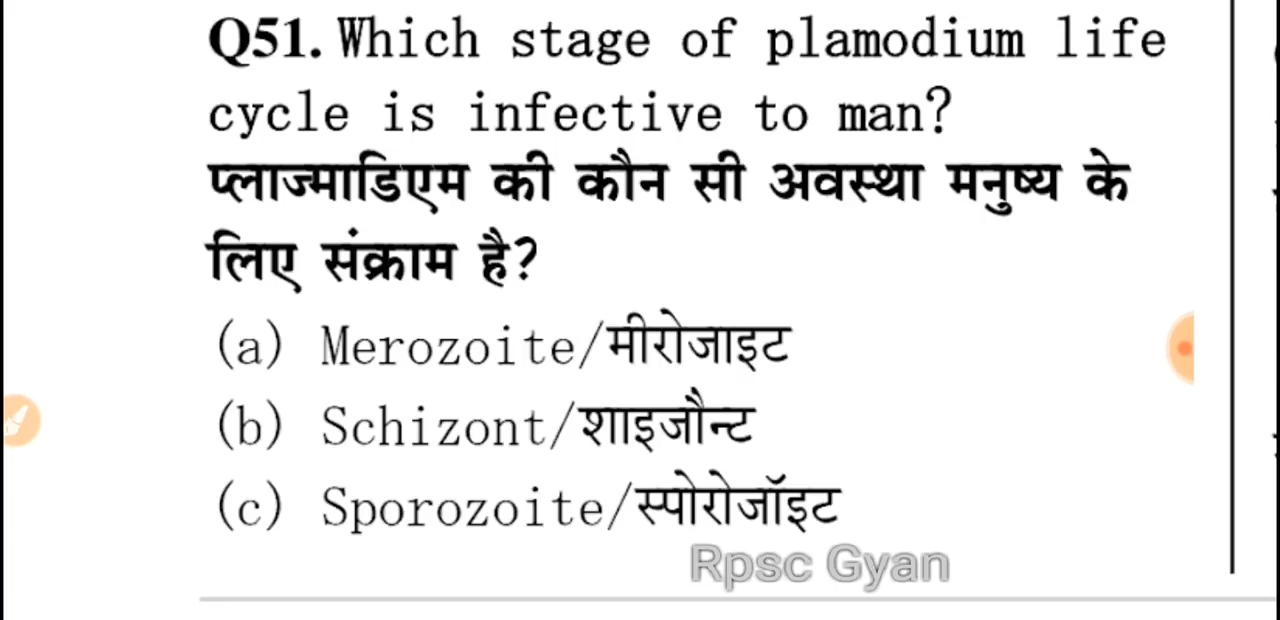 Q51. Which stage of plamodium life
cycle is infective to man?
प्लाज्माडिएम की कौन सी अवस्था मनुष्य के
लिए संक्राम है?
(a) Merozoite/मीरोजाइट
(b) Schizont/शाइजौन्ट
(c) Sporozoite/स्पोरोजॉइट
Rpsc Gyan